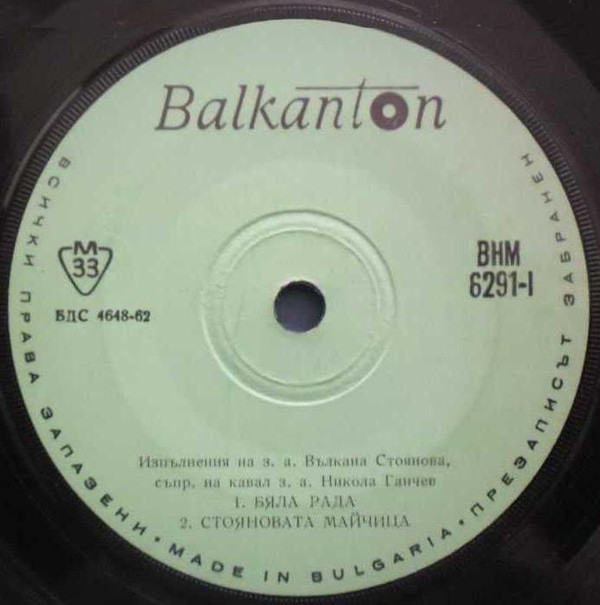 Balkanton
ВСИЧКИ ПРАВА ЗАПАЗЕНИ • MADE IN BULGARIA • ПРЕЗАПИСЪТ ЗАБРАНЕН
М
33
БДС 4648-62
ВНМ
6291-I
Изпълнения на з. а. Вълкана Стоянова,
съпр. на кавал з. а. Никола Ганчев
1. БЯЛА РАДА
2. СТОЯНОВАТА МАЙЧИЦА